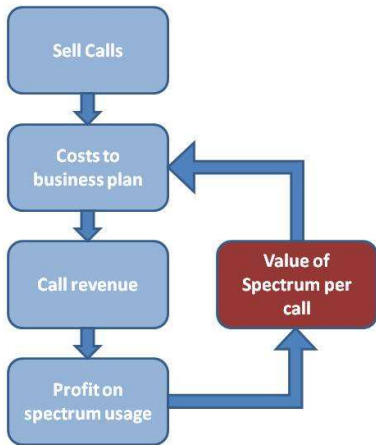 Sell Calls
Costs to
business plan
Call revenue
Value of
Spectrum per
call
Profit on
spectrum usage